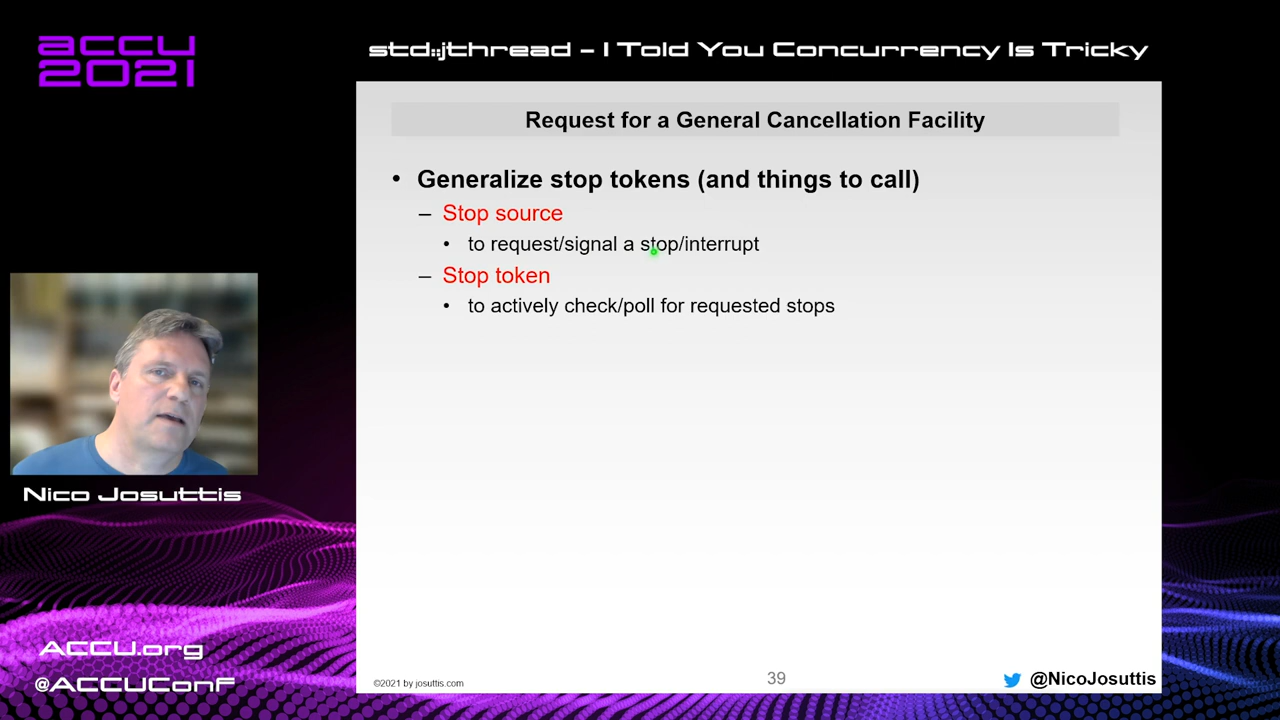 accu
2021
std::jthread – I Told You Concurrency Is Tricky
Request for a General Cancellation Facility
• Generalize stop tokens (and things to call)
– Stop source
• to request/signal a stop/interrupt
– Stop token
• to actively check/poll for requested stops
Nico Josuttis
ACCU.org
@ACCUConf
©2021 by josuttis.com
39
@NicoJosuttis